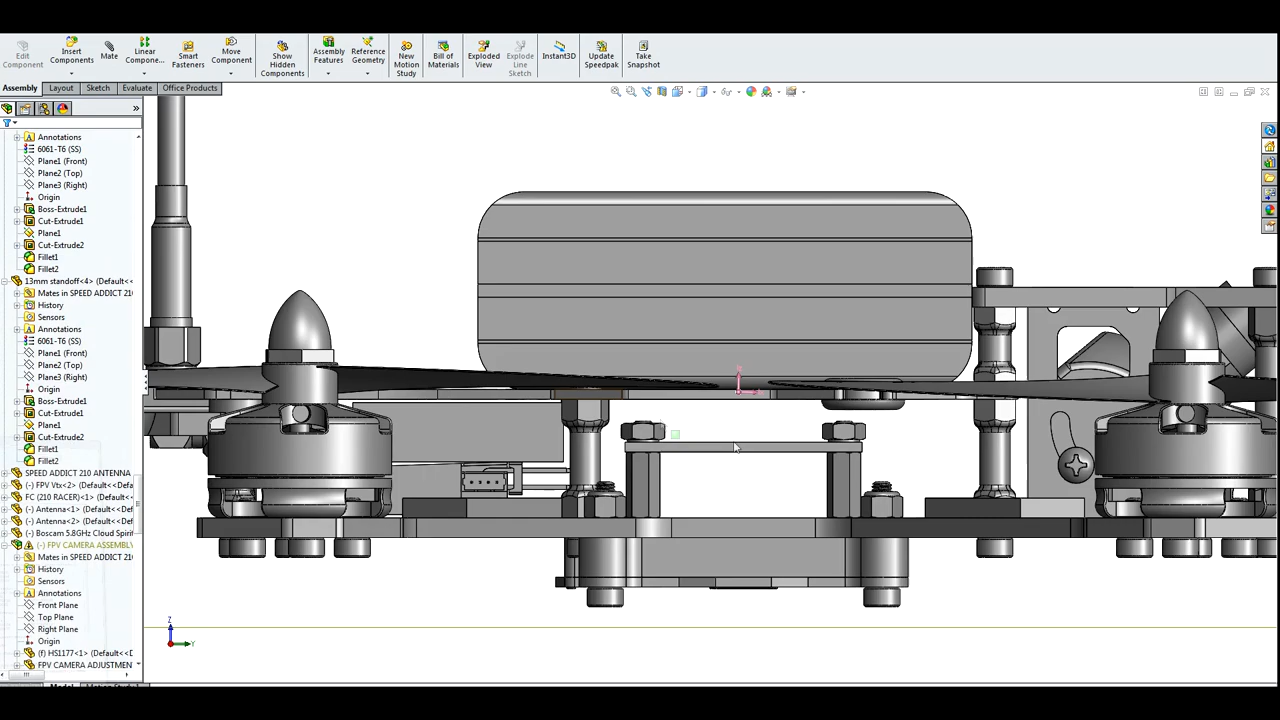 Edit Component
Insert Components
Mate
Linear Compone...
Smart Fasteners
Move Component
Show Hidden Components
Assembly Features
Reference Geometry
New Motion Study
Bill of Materials
Exploded View
Explode Line Sketch
Instant3D
Update Speedpak
Take Snapshot
Assembly Layout Sketch Evaluate Office Products
Annotations
6061-T6 (SS)
Plane1 (Front)
Plane2 (Top)
Plane3 (Right)
Origin
Boss-Extrude1
Cut-Extrude1
Plane1
Cut-Extrude2
Fillet1
Fillet2
13mm standoff<4> (Default<<
Mates in SPEED ADDICT 210
History
Sensors
Annotations
6061-T6 (SS)
Plane1 (Front)
Plane2 (Top)
Plane3 (Right)
Origin
Boss-Extrude1
Cut-Extrude1
Plane1
Cut-Extrude2
Fillet1
Fillet2
SPEED ADDICT 210 ANTENNA
(-) FPV Vtx<2> (Default<<Def
FC (210 RACER)<1> (Default
(-) Antenna<1> (Default<<Def
(-) Antenna<2> (Default<<Def
(-) Boscam 5.8GHz Cloud Spirit
(-) FPV CAMERA ASSEMBLY
Mates in SPEED ADDICT 210
History
Sensors
Annotations
Front Plane
Top Plane
Right Plane
Origin
(f) HS1177<1> (Default<<D
FPV CAMERA ADJUSTMEN
Z
Y